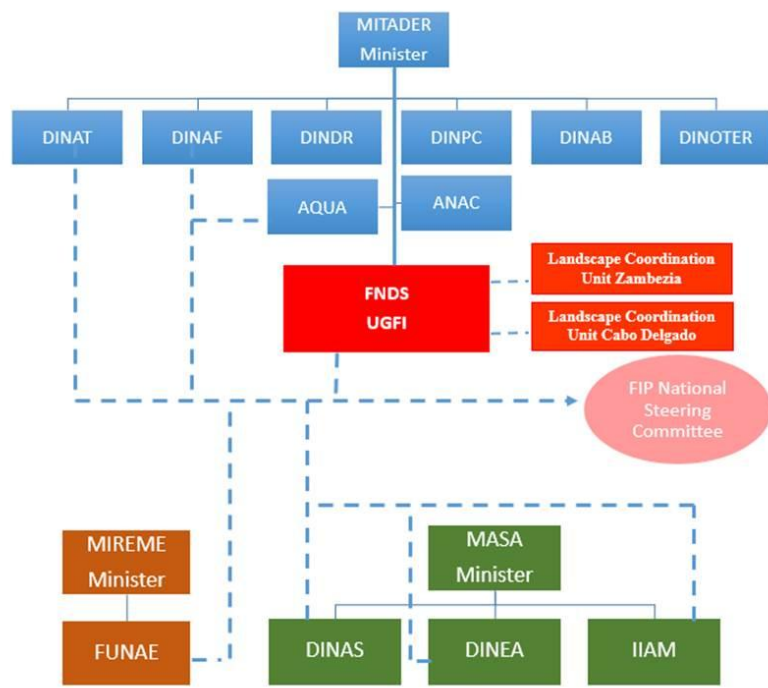 MITADER
Minister
DINAT
DINAF
DINDR
DINPC
DINAB
DINOTER
AQUA
ANAC
FNDS
UGFI
Landscape Coordination
Unit Zambezia
Landscape Coordination
Unit Cabo Delgado
FIP National
Steering
Committee
MIREME
Minister
MASA
Minister
FUNAE
DINAS
DINEA
IIAM